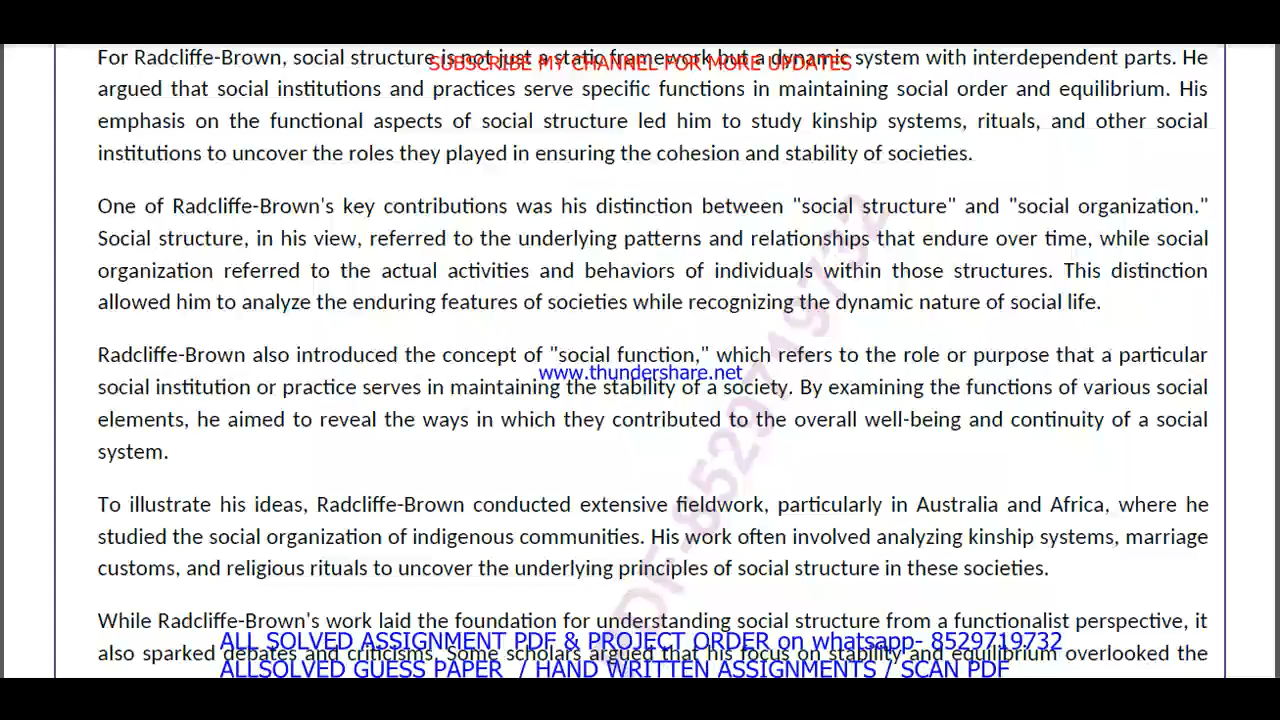 For Radcliffe-Brown, social structure is not just a static framework but a dynamic system with interdependent parts. He
SUBSCRIBE MY CHANNEL FOR MORE UPDATES
argued that social institutions and practices serve specific functions in maintaining social order and equilibrium. His
emphasis on the functional aspects of social structure led him to study kinship systems, rituals, and other social
institutions to uncover the roles they played in ensuring the cohesion and stability of societies.
One of Radcliffe-Brown's key contributions was his distinction between "social structure" and "social organization."
Social structure, in his view, referred to the underlying patterns and relationships that endure over time, while social
organization referred to the actual activities and behaviors of individuals within those structures. This distinction
allowed him to analyze the enduring features of societies while recognizing the dynamic nature of social life.
Radcliffe-Brown also introduced the concept of "social function," which refers to the role or purpose that a particular
www.thundershare.net
social institution or practice serves in maintaining the stability of a society. By examining the functions of various social
elements, he aimed to reveal the ways in which they contributed to the overall well-being and continuity of a social
system.
To illustrate his ideas, Radcliffe-Brown conducted extensive fieldwork, particularly in Australia and Africa, where he
studied the social organization of indigenous communities. His work often involved analyzing kinship systems, marriage
customs, and religious rituals to uncover the underlying principles of social structure in these societies.
PDF-8529719732
While Radcliffe-Brown's work laid the foundation for understanding social structure from a functionalist perspective, it
ALL SOLVED ASSIGNMENT PDF & PROJECT ORDER on whatsapp- 8529719732
also sparked debates and criticisms. Some scholars argued that his focus on stability and equilibrium overlooked the
ALLSOLVED GUESS PAPER / HAND WRITTEN ASSIGNMENTS / SCAN PDF